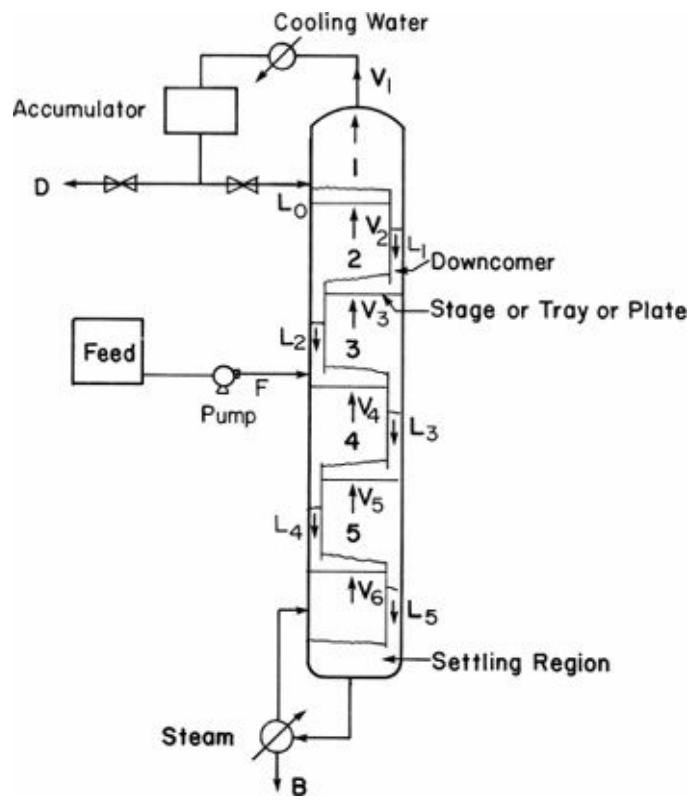 Cooling Water
V₁
Accumulator
1
D
L₀
V₂
L₁
2
Downcomer
V₃
Stage or Tray or Plate
L₂
3
Feed
F
Pump
V₄
L₃
4
V₅
L₄
5
V₆
L₅
Settling Region
Steam
B